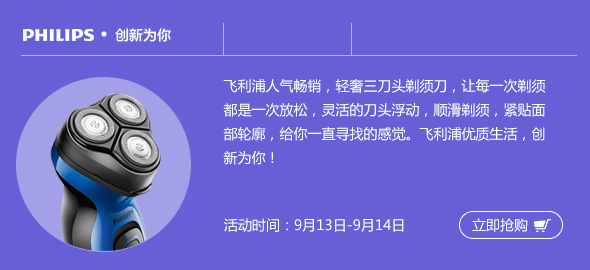 PHILIPS • 创新为你
飞利浦人气畅销，轻奢三刀头剃须刀，让每一次剃须
都是一次放松，灵活的刀头浮动，顺滑剃须，紧贴面
部轮廓，给你一直寻找的感觉。飞利浦优质生活，创
新为你！
PHILIPS
活动时间：9月13日-9月14日
立即抢购